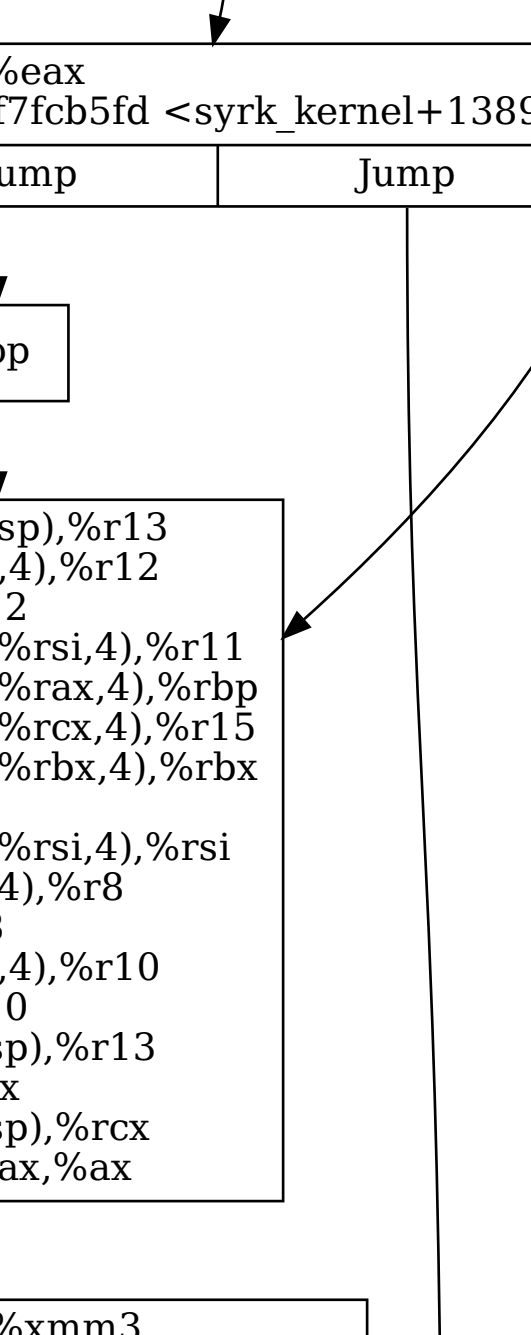 %eax
f7fcb5fd <syrk_kernel+1389
ump
Jump
op
sp),%r13
,4),%r12
2
%rsi,4),%r11
%rax,4),%rbp
%rcx,4),%r15
%rbx,4),%rbx
%rsi,4),%rsi
4),%r8
,4),%r10
0
sp),%r13
x
sp),%rcx
ax,%ax
%xmm3